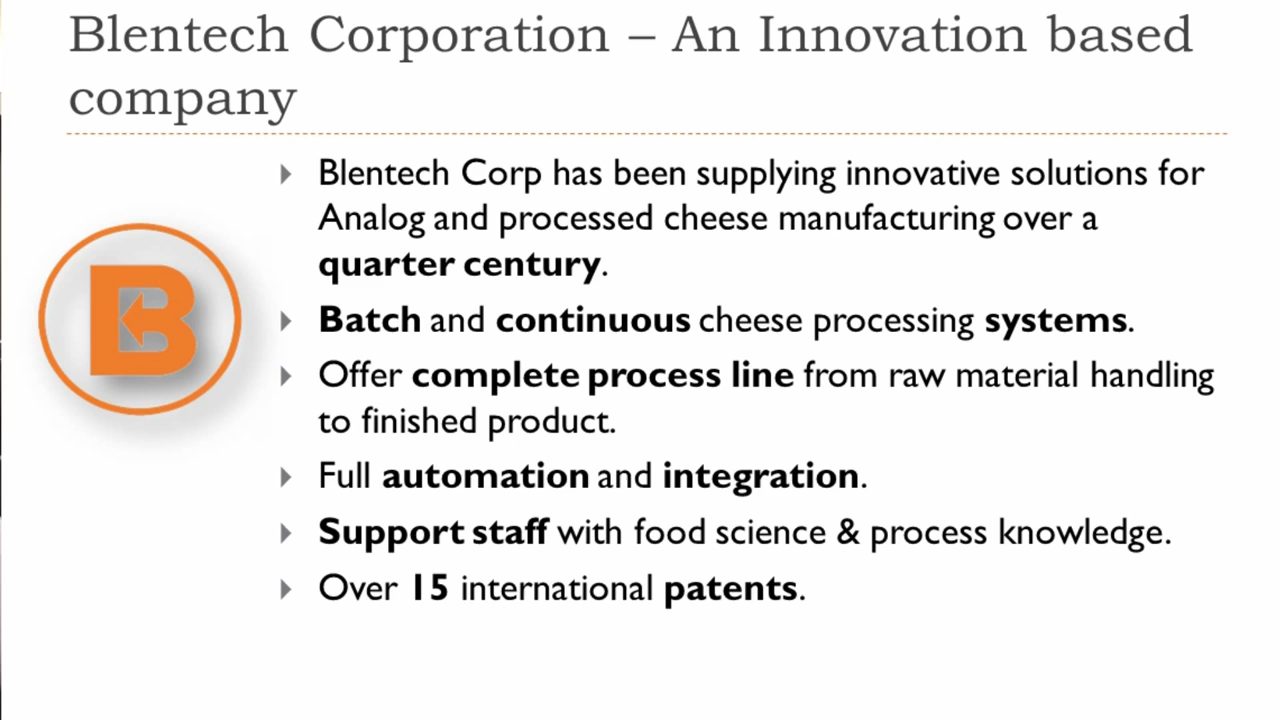 Blentech Corporation – An Innovation based
company
Blentech Corp has been supplying innovative solutions for
Analog and processed cheese manufacturing over a
quarter century.
Batch and continuous cheese processing systems.
Offer complete process line from raw material handling
to finished product.
Full automation and integration.
Support staff with food science & process knowledge.
Over 15 international patents.
B